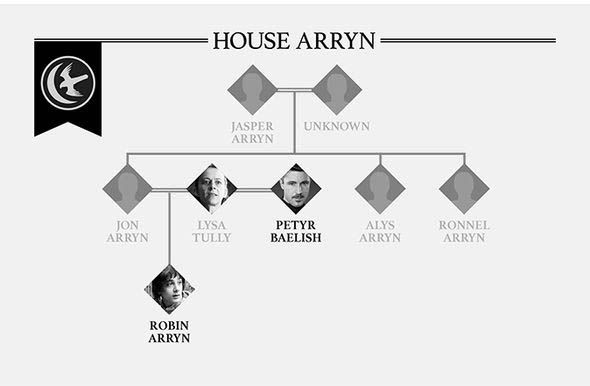 HOUSE ARRYN
JASPER
ARRYN
UNKNOWN
JON
ARRYN
LYSA
TULLY
PETYR
BAELISH
ALYS
ARRYN
RONNEL
ARRYN
ROBIN
ARRYN